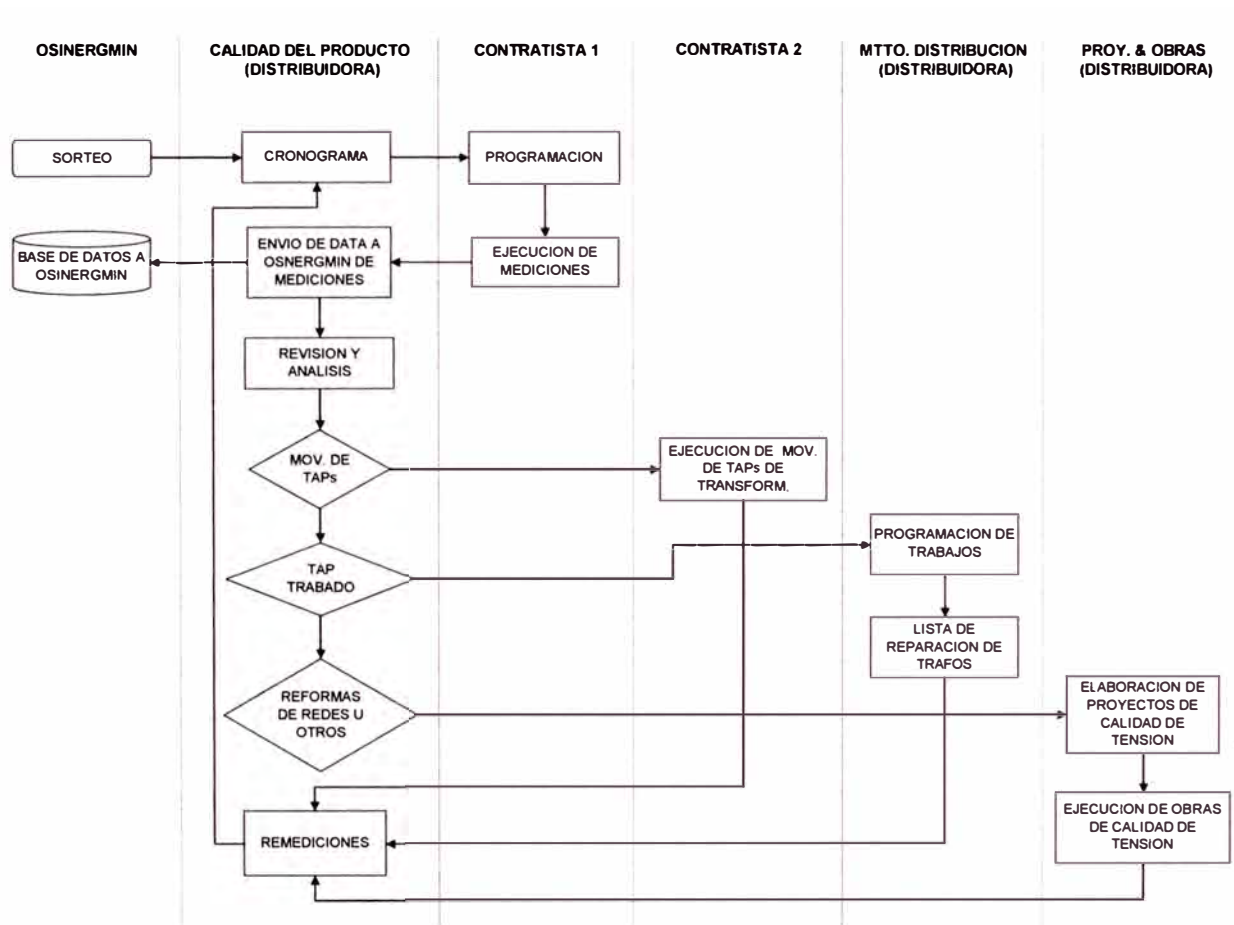 OSINERGMIN
CALIDAD DEL PRODUCTO
(DISTRIBUIDORA)
CONTRATISTA 1
CONTRATISTA 2
MTTO. DISTRIBUCION
(DISTRIBUIDORA)
PROY. & OBRAS
(DISTRIBUIDORA)
SORTEO
CRONOGRAMA
PROGRAMACION
BASE DE DATOS A
OSINERGMIN
ENVIO DE DATA A
OSNERGMIN DE
MEDICIONES
EJECUCION DE
MEDICIONES
REVISION Y
ANALISIS
MOV. DE
TAPs
EJECUCION DE MOV.
DE TAPs DE
TRANSFORM.
TAP
TRABADO
PROGRAMACION DE
TRABAJOS
LISTA DE
REPARACION DE
TRAFOS
REFORMAS
DE REDES U
OTROS
ELABORACION DE
PROYECTOS DE
CALIDAD DE
TENSION
REMEDICIONES
EJECUCION DE OBRAS
DE CALIDAD DE
TENSION